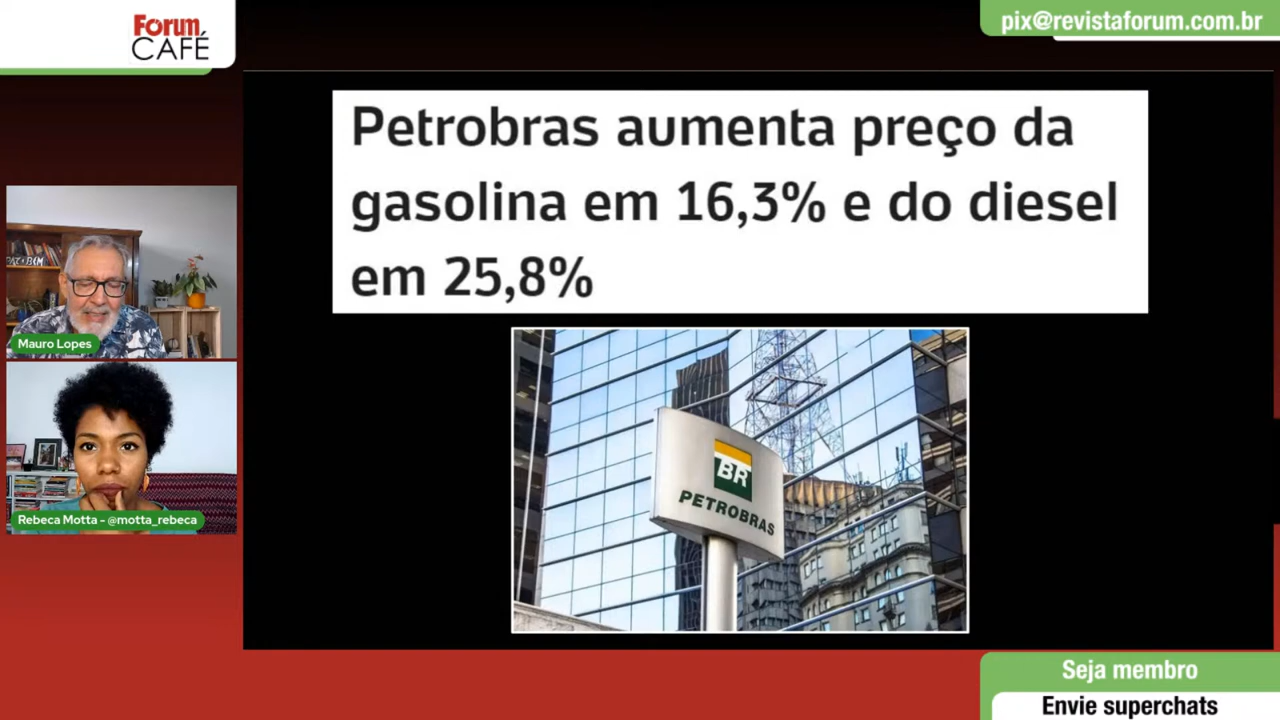 Forum
CAFÉ
pix@revistaforum.com.br
Petrobras aumenta preço da
gasolina em 16,3% e do diesel
em 25,8%
Mauro Lopes
BR
PETROBRAS
Rebeca Motta - @motta_rebeca
Seja membro
Envie superchats